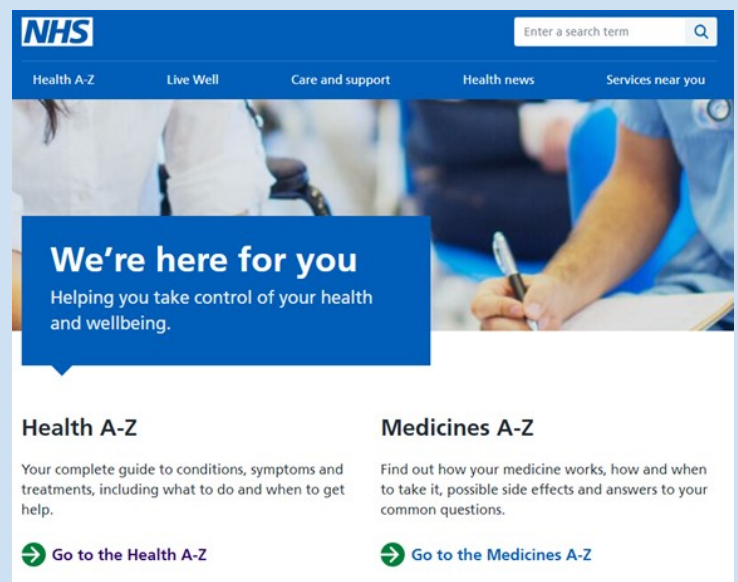 NHS
Enter a search term
Health A-Z Live Well Care and support Health news Services near you
We’re here for you
Helping you take control of your health
and wellbeing.
Health A-Z
Your complete guide to conditions, symptoms and
treatments, including what to do and when to get
help.
Go to the Health A-Z
Medicines A-Z
Find out how your medicine works, how and when
to take it, possible side effects and answers to your
common questions.
Go to the Medicines A-Z